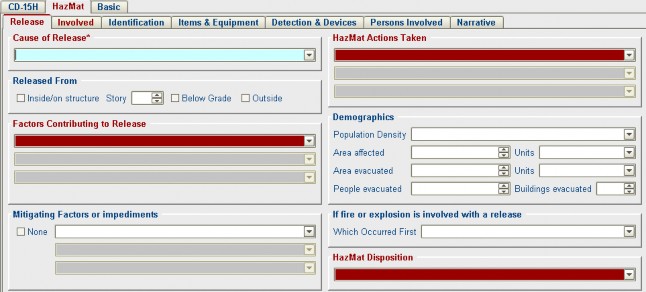 CD-15H HazMat Basic
Release Involved Identification Items & Equipment Detection & Devices Persons Involved Narrative
Cause of Release*
Released From
Inside/on structure Story Below Grade Outside
Factors Contributing to Release
Mitigating Factors or impediments
None
HazMat Actions Taken
Demographics
Population Density
Area affected Units
Area evacuated Units
People evacuated Buildings evacuated
If fire or explosion is involved with a release
Which Occurred First
HazMat Disposition